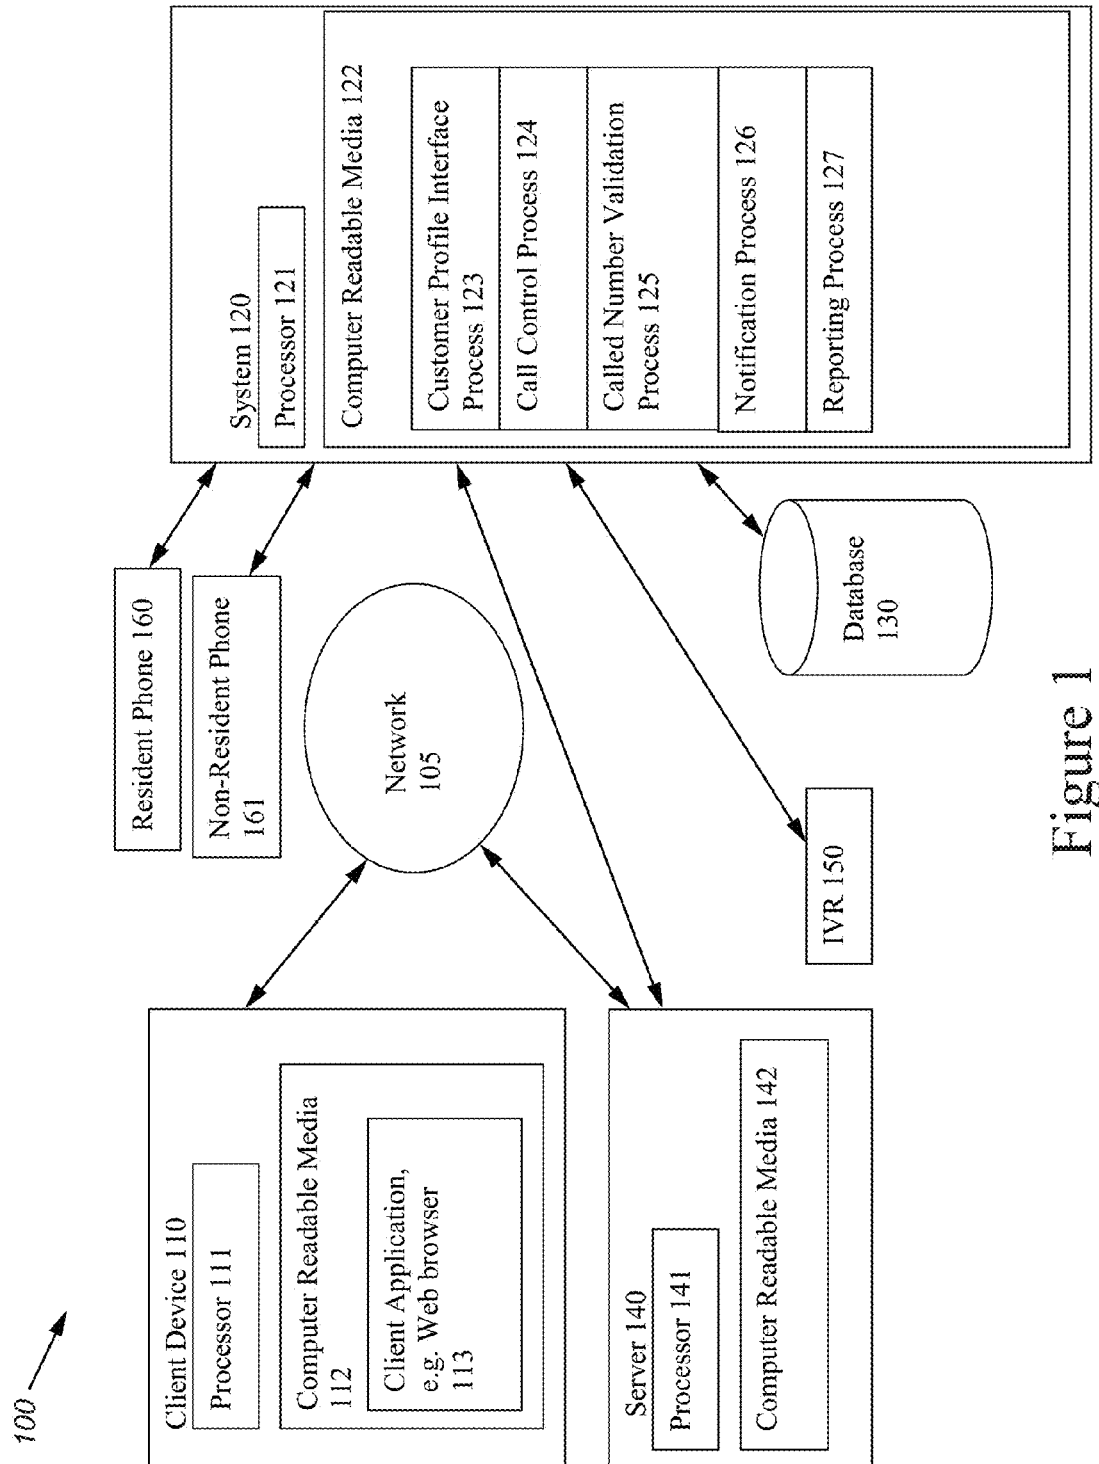 100
Client Device 110
Processor 111
Computer Readable Media
112
Client Application,
e.g. Web browser
113
Server 140
Processor 141
Computer Readable Media 142
Resident Phone 160
Non-Resident Phone
161
Network
105
IVR 150
Database
130
System 120
Processor 121
Computer Readable Media 122
Customer Profile Interface
Process 123
Call Control Process 124
Called Number Validation
Process 125
Notification Process 126
Reporting Process 127
Figure 1